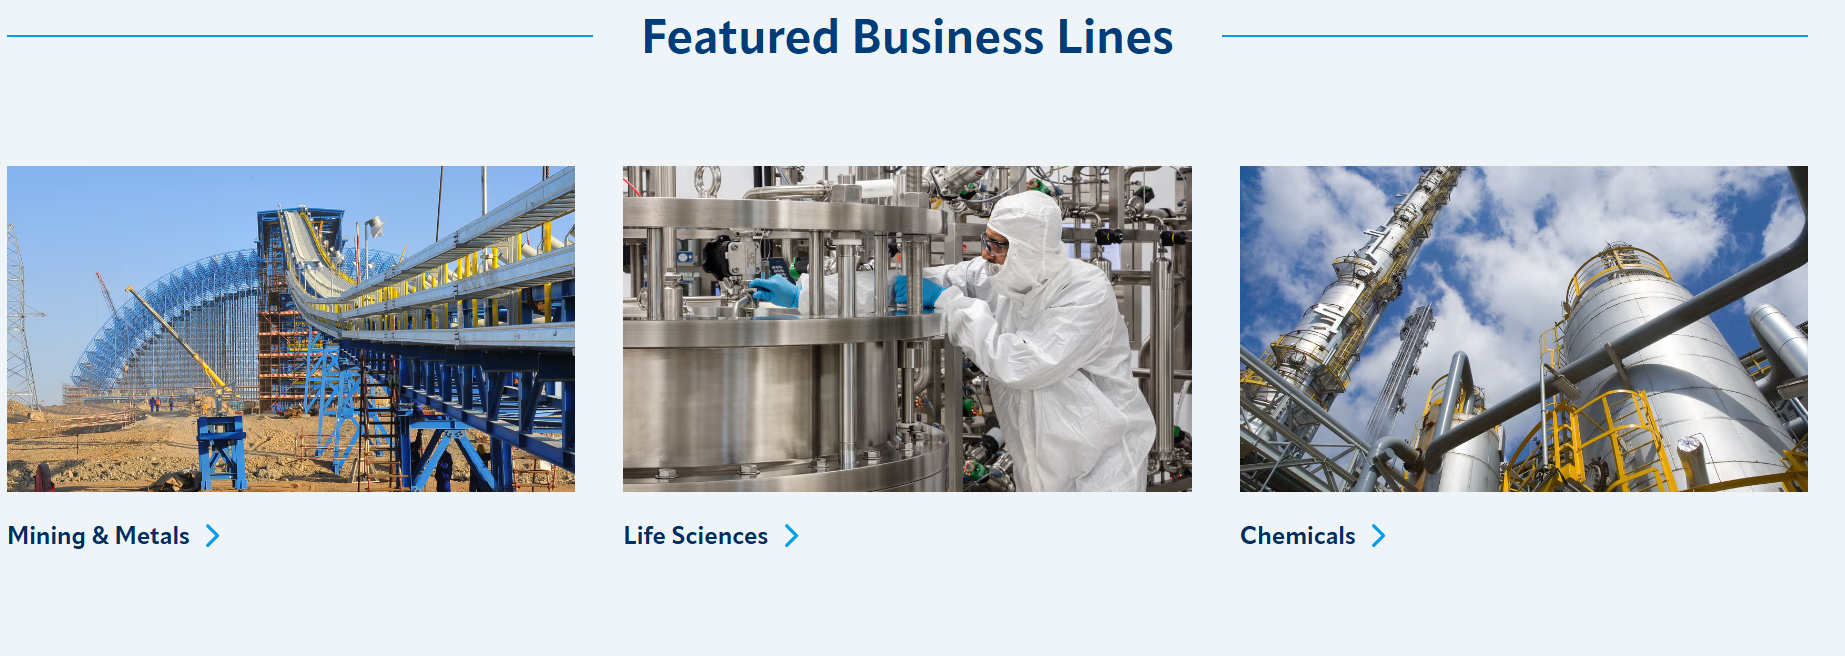 Featured Business Lines
Mining & Metals
Life Sciences
Chemicals